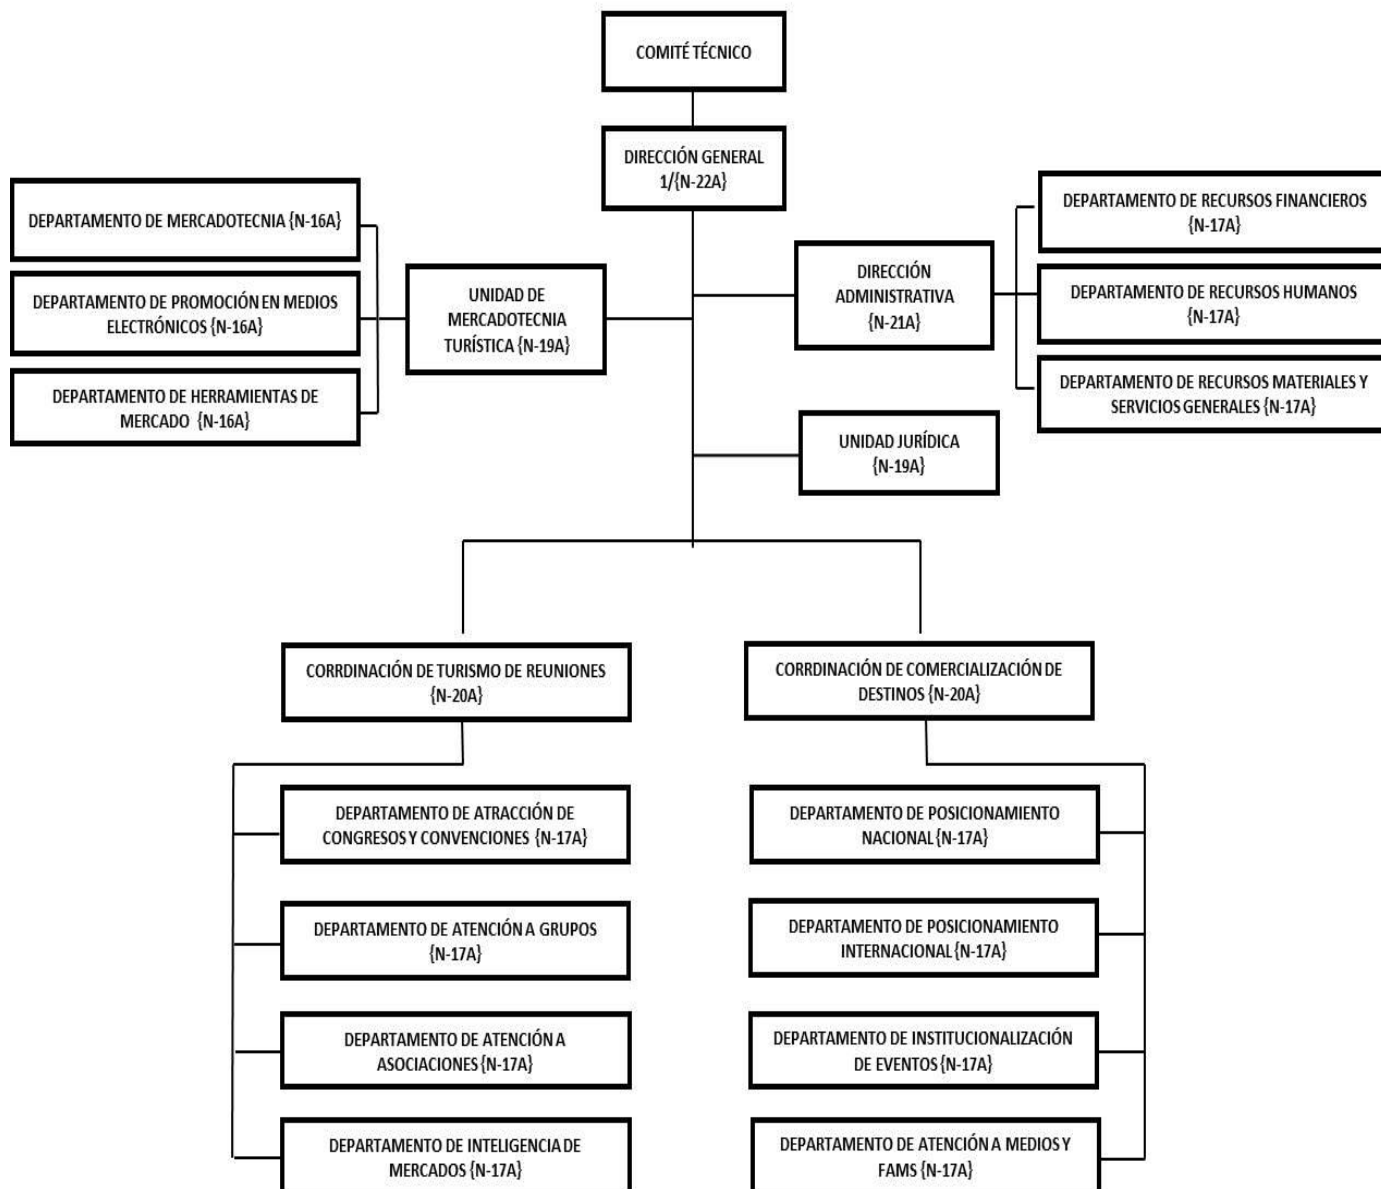 COMITÉ TÉCNICO
DIRECCIÓN GENERAL
1/{N-22A}
DEPARTAMENTO DE MERCADOTECNIA {N-16A}
DEPARTAMENTO DE PROMOCIÓN EN MEDIOS
ELECTRÓNICOS {N-16A}
DEPARTAMENTO DE HERRAMIENTAS DE
MERCADO {N-16A}
UNIDAD DE
MERCADOTECNIA
TURÍSTICA {N-19A}
DIRECCIÓN
ADMINISTRATIVA
{N-21A}
DEPARTAMENTO DE RECURSOS FINANCIEROS
{N-17A}
DEPARTAMENTO DE RECURSOS HUMANOS
{N-17A}
DEPARTAMENTO DE RECURSOS MATERIALES Y
SERVICIOS GENERALES {N-17A}
UNIDAD JURÍDICA
{N-19A}
CORRDINACIÓN DE TURISMO DE REUNIONES
{N-20A}
DEPARTAMENTO DE ATRACCIÓN DE
CONGRESOS Y CONVENCIONES {N-17A}
DEPARTAMENTO DE ATENCIÓN A GRUPOS
{N-17A}
DEPARTAMENTO DE ATENCIÓN A
ASOCIACIONES {N-17A}
DEPARTAMENTO DE INTELIGENCIA DE
MERCADOS {N-17A}
CORRDINACIÓN DE COMERCIALIZACIÓN DE
DESTINOS {N-20A}
DEPARTAMENTO DE POSICIONAMIENTO
NACIONAL {N-17A}
DEPARTAMENTO DE POSICIONAMIENTO
INTERNACIONAL {N-17A}
DEPARTAMENTO DE INSTITUCIONALIZACIÓN
DE EVENTOS {N-17A}
DEPARTAMENTO DE ATENCIÓN A MEDIOS Y
FAMS {N-17A}